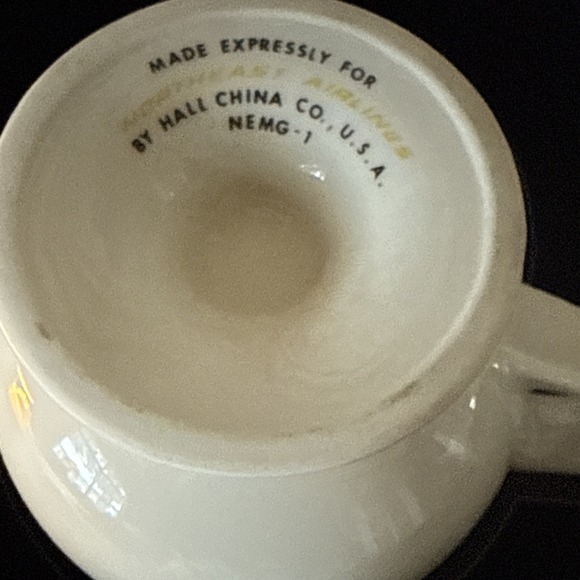 MADE EXPRESSLY FOR
NORTHEAST AIRLINES
BY HALL CHINA CO., U.S.A.
NEMG-1